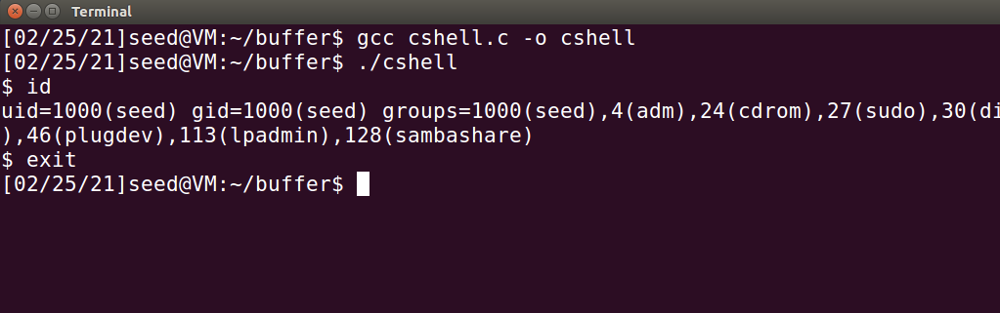 Terminal
[02/25/21]seed@VM:~/buffer$ gcc cshell.c -o cshell
[02/25/21]seed@VM:~/buffer$ ./cshell
$ id
uid=1000(seed) gid=1000(seed) groups=1000(seed),4(adm),24(cdrom),27(sudo),30(di
),46(plugdev),113(lpadmin),128(sambashare)
$ exit
[02/25/21]seed@VM:~/buffer$